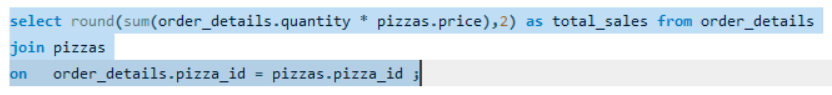 select round(sum(order_details.quantity * pizzas.price),2) as total_sales from order_details
join pizzas
on   order_details.pizza_id = pizzas.pizza_id ;